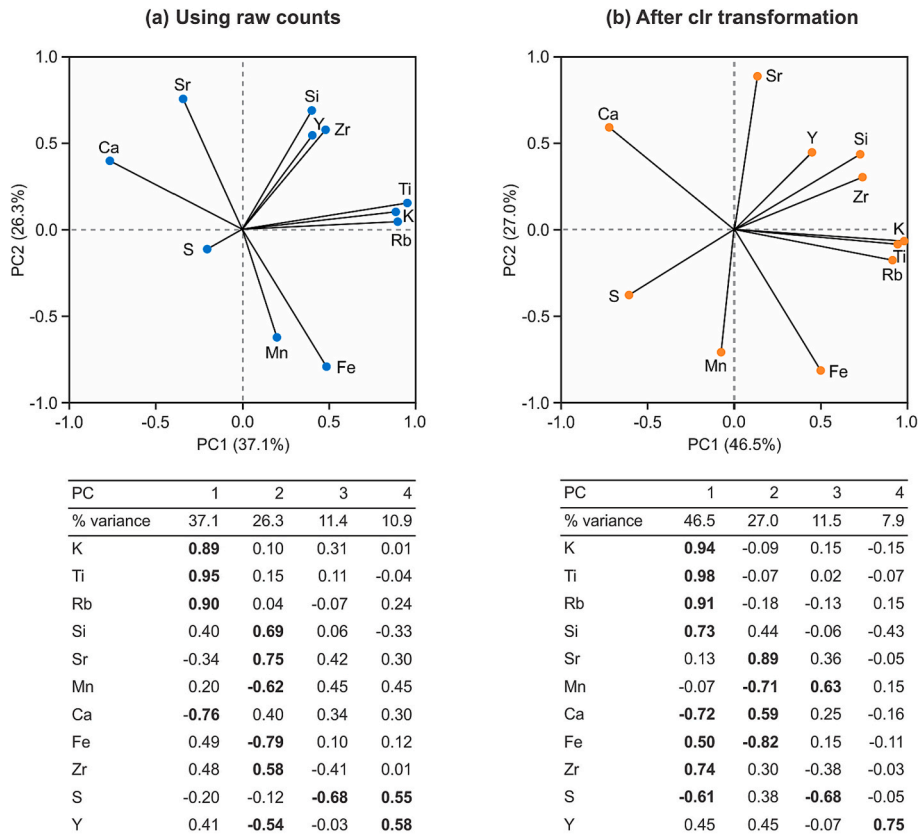 (a) Using raw counts
(b) After clr transformation
1.0
0.5
0.0
-0.5
-1.0
PC2 (26.3%)
Sr
Si
Y
Zr
Ca
Ti
K
Rb
S
Mn
Fe
-1.0 -0.5 0.0 0.5 1.0
PC1 (37.1%)
1.0
0.5
0.0
-0.5
-1.0
PC2 (27.0%)
Sr
Ca
Y
Si
Zr
K
Ti
Rb
S
Mn
Fe
-1.0 -0.5 0.0 0.5 1.0
PC1 (46.5%)
PC 1 2 3 4
% variance 37.1 26.3 11.4 10.9
K 0.89 0.10 0.31 0.01
Ti 0.95 0.15 0.11 -0.04
Rb 0.90 0.04 -0.07 0.24
Si 0.40 0.69 0.06 -0.33
Sr -0.34 0.75 0.42 0.30
Mn 0.20 -0.62 0.45 0.45
Ca -0.76 0.40 0.34 0.30
Fe 0.49 -0.79 0.10 0.12
Zr 0.48 0.58 -0.41 0.01
S -0.20 -0.12 -0.68 0.55
Y 0.41 -0.54 -0.03 0.58
PC 1 2 3 4
% variance 46.5 27.0 11.5 7.9
K 0.94 -0.09 0.15 -0.15
Ti 0.98 -0.07 0.02 -0.07
Rb 0.91 -0.18 -0.13 0.15
Si 0.73 0.44 -0.06 -0.43
Sr 0.13 0.89 0.36 -0.05
Mn -0.07 -0.71 0.63 0.15
Ca -0.72 0.59 0.25 -0.16
Fe 0.50 -0.82 0.15 -0.11
Zr 0.74 0.30 -0.38 -0.03
S -0.61 0.38 -0.68 -0.05
Y 0.45 0.45 -0.07 0.75